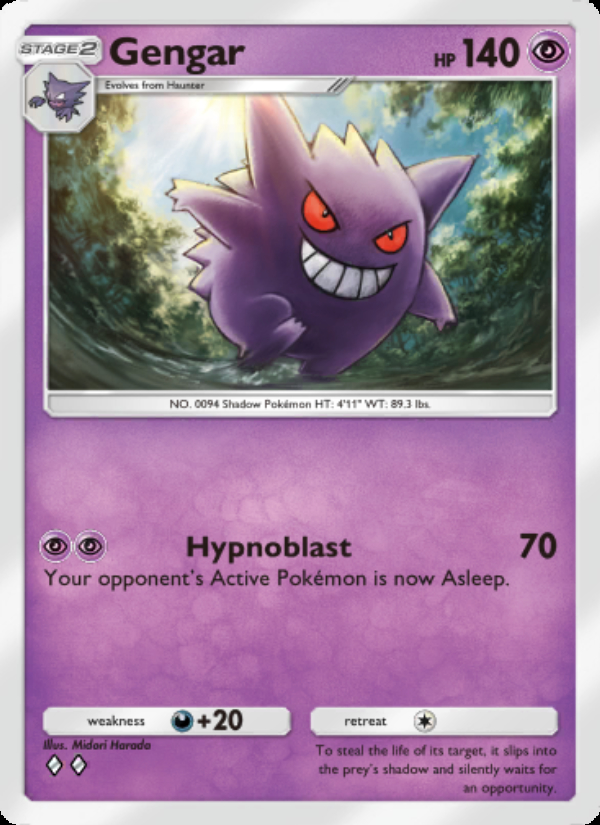 STAGE2 Gengar HP 140
Evolves from Haunter
NO. 0094 Shadow Pokémon HT: 4'11" WT: 89.3 lbs.
Hypnoblast 70
Your opponent's Active Pokémon is now Asleep.
weakness +20 retreat
Illus. Midori Harada
To steal the life of its target, it slips into
the prey's shadow and silently waits for
an opportunity.